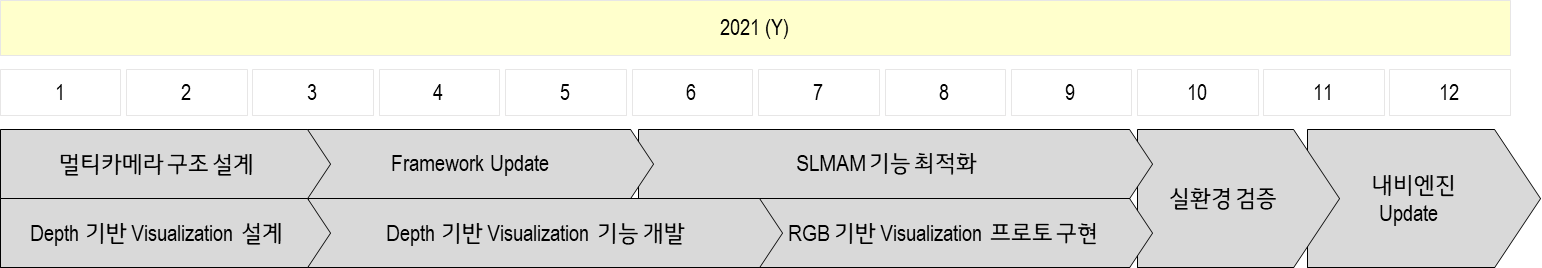 2021 (Y)
1 2 3 4 5 6 7 8 9 10 11 12
멀티카메라 구조 설계
Framework Update
SLMAM 기능 최적화
Depth 기반 Visualization 설계
Depth 기반 Visualization 기능 개발
RGB 기반 Visualization 프로토 구현
실환경 검증
내비엔진
Update